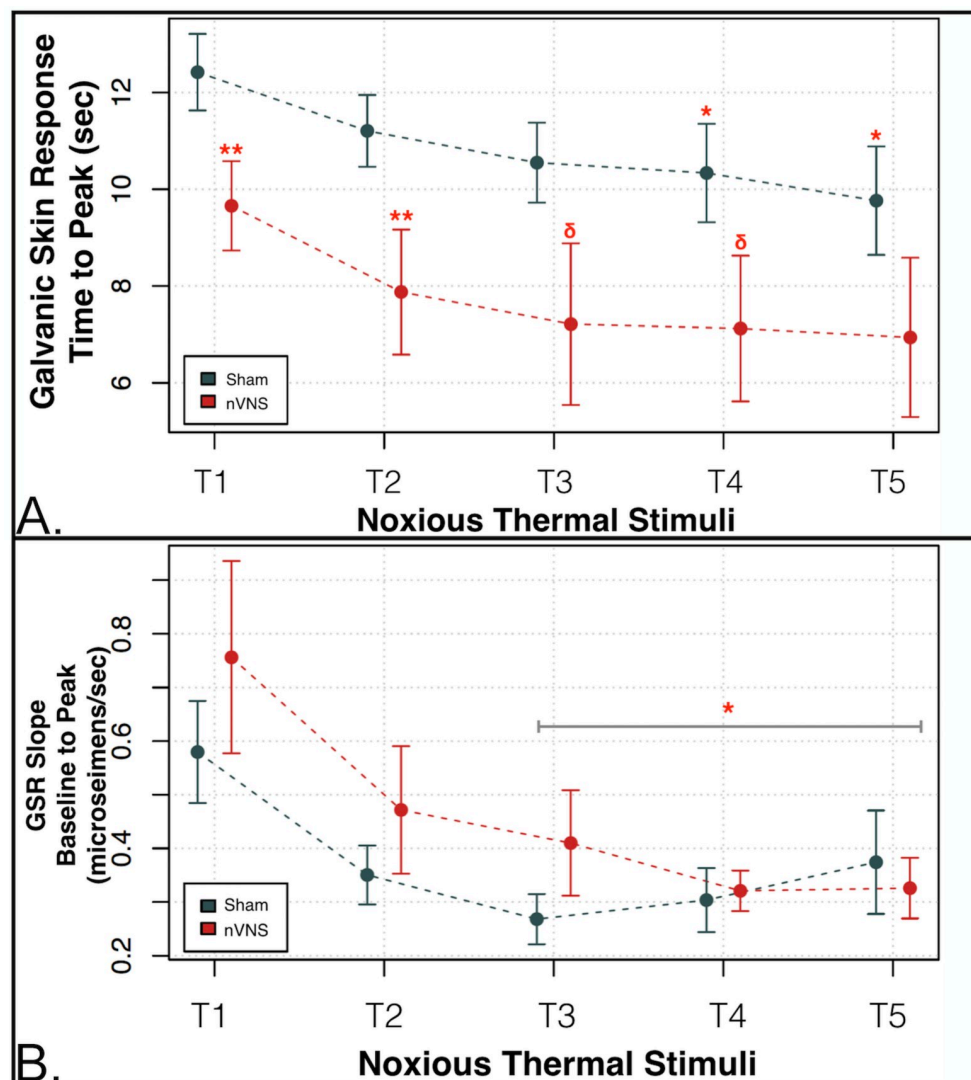 Galvanic Skin Response
Time to Peak (sec)
12
10
8
6
**
**
δ
*
δ
*
Sham
nVNS
T1 T2 T3 T4 T5
Noxious Thermal Stimuli
A.
GSR Slope
Baseline to Peak
(microseimens/sec)
0.8
0.6
0.4
0.2
*
Sham
nVNS
T1 T2 T3 T4 T5
Noxious Thermal Stimuli
B.